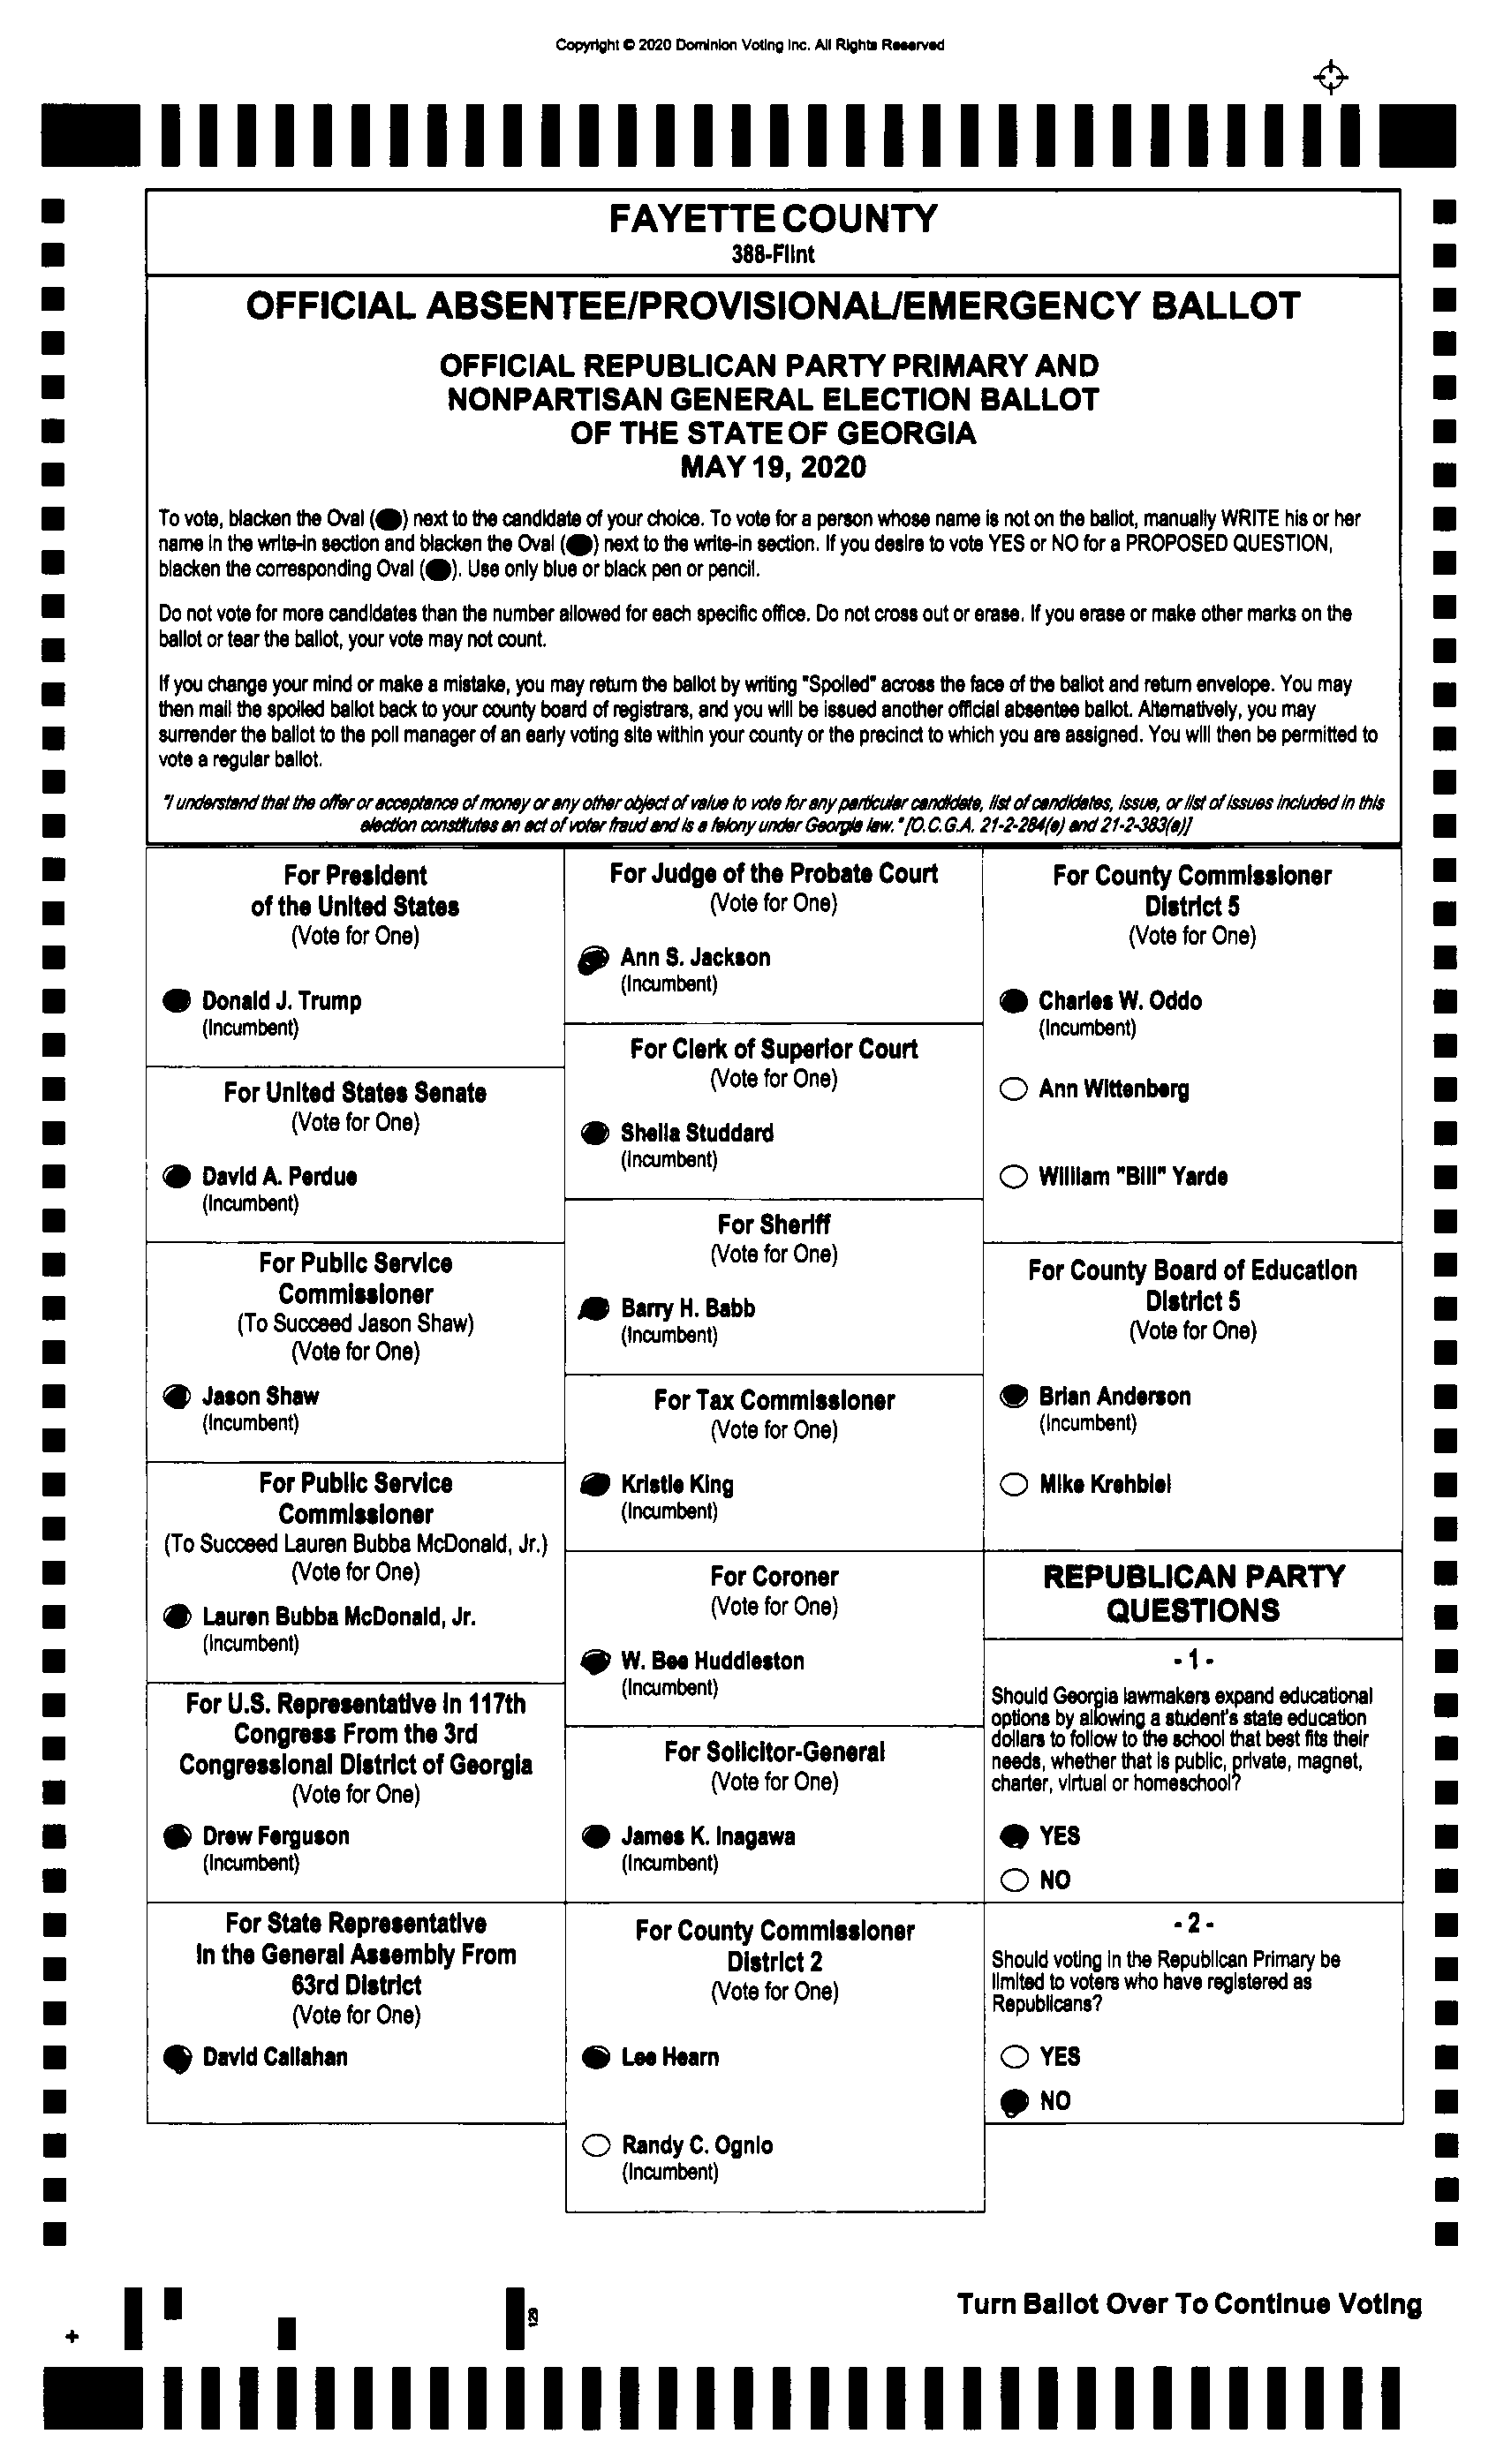 Copyright © 2020 Dominion Voting Inc. All Rights Reserved
FAYETTE COUNTY
388-Flint
OFFICIAL ABSENTEE/PROVISIONAL/EMERGENCY BALLOT
OFFICIAL REPUBLICAN PARTY PRIMARY AND
NONPARTISAN GENERAL ELECTION BALLOT
OF THE STATE OF GEORGIA
MAY 19, 2020
To vote, blacken the Oval ( ) next to the candidate of your choice. To vote for a person whose name is not on the ballot, manually WRITE his or her
name in the write-in section and blacken the Oval ( ) next to the write-in section. If you desire to vote YES or NO for a PROPOSED QUESTION,
blacken the corresponding Oval ( ). Use only blue or black pen or pencil.
Do not vote for more candidates than the number allowed for each specific office. Do not cross out or erase. If you erase or make other marks on the
ballot or tear the ballot, your vote may not count.
If you change your mind or make a mistake, you may return the ballot by writing "Spoiled" across the face of the ballot and return envelope. You may
then mail the spoiled ballot back to your county board of registrars, and you will be issued another official absentee ballot. Alternatively, you may
surrender the ballot to the poll manager of an early voting site within your county or the precinct to which you are assigned. You will then be permitted to
vote a regular ballot.
"I understand that the offer or acceptance of money or any other object of value to vote for any particular candidate, list of candidates, issue, or list of issues included in this
election constitutes an act of voter fraud and is a felony under Georgia law." [O.C.G.A. 21-2-284(e) and 21-2-383(a)]
For President
of the United States
(Vote for One)
Donald J. Trump
(Incumbent)
For United States Senate
(Vote for One)
David A. Perdue
(Incumbent)
For Public Service
Commissioner
(To Succeed Jason Shaw)
(Vote for One)
Jason Shaw
(Incumbent)
For Public Service
Commissioner
(To Succeed Lauren Bubba McDonald, Jr.)
(Vote for One)
Lauren Bubba McDonald, Jr.
(Incumbent)
For U.S. Representative in 117th
Congress From the 3rd
Congressional District of Georgia
(Vote for One)
Drew Ferguson
(Incumbent)
For State Representative
In the General Assembly From
63rd District
(Vote for One)
David Callahan
For Judge of the Probate Court
(Vote for One)
Ann S. Jackson
(Incumbent)
For Clerk of Superior Court
(Vote for One)
Sheila Studdard
(Incumbent)
For Sheriff
(Vote for One)
Barry H. Babb
(Incumbent)
For Tax Commissioner
(Vote for One)
Kristie King
(Incumbent)
For Coroner
(Vote for One)
W. Bee Huddleston
(Incumbent)
For Solicitor-General
(Vote for One)
James K. Inagawa
(Incumbent)
For County Commissioner
District 2
(Vote for One)
Lee Hearn
Randy C. Ognio
(Incumbent)
For County Commissioner
District 5
(Vote for One)
Charles W. Oddo
(Incumbent)
Ann Wittenberg
William "Bill" Yarde
For County Board of Education
District 5
(Vote for One)
Brian Anderson
(Incumbent)
Mike Krehbiel
REPUBLICAN PARTY
QUESTIONS
- 1 -
Should Georgia lawmakers expand educational
options by allowing a student's state education
dollars to follow to the school that best fits their
needs, whether that is public, private, magnet,
charter, virtual or homeschool?
YES
NO
- 2 -
Should voting in the Republican Primary be
limited to voters who have registered as
Republicans?
YES
NO
129
Turn Ballot Over To Continue Voting